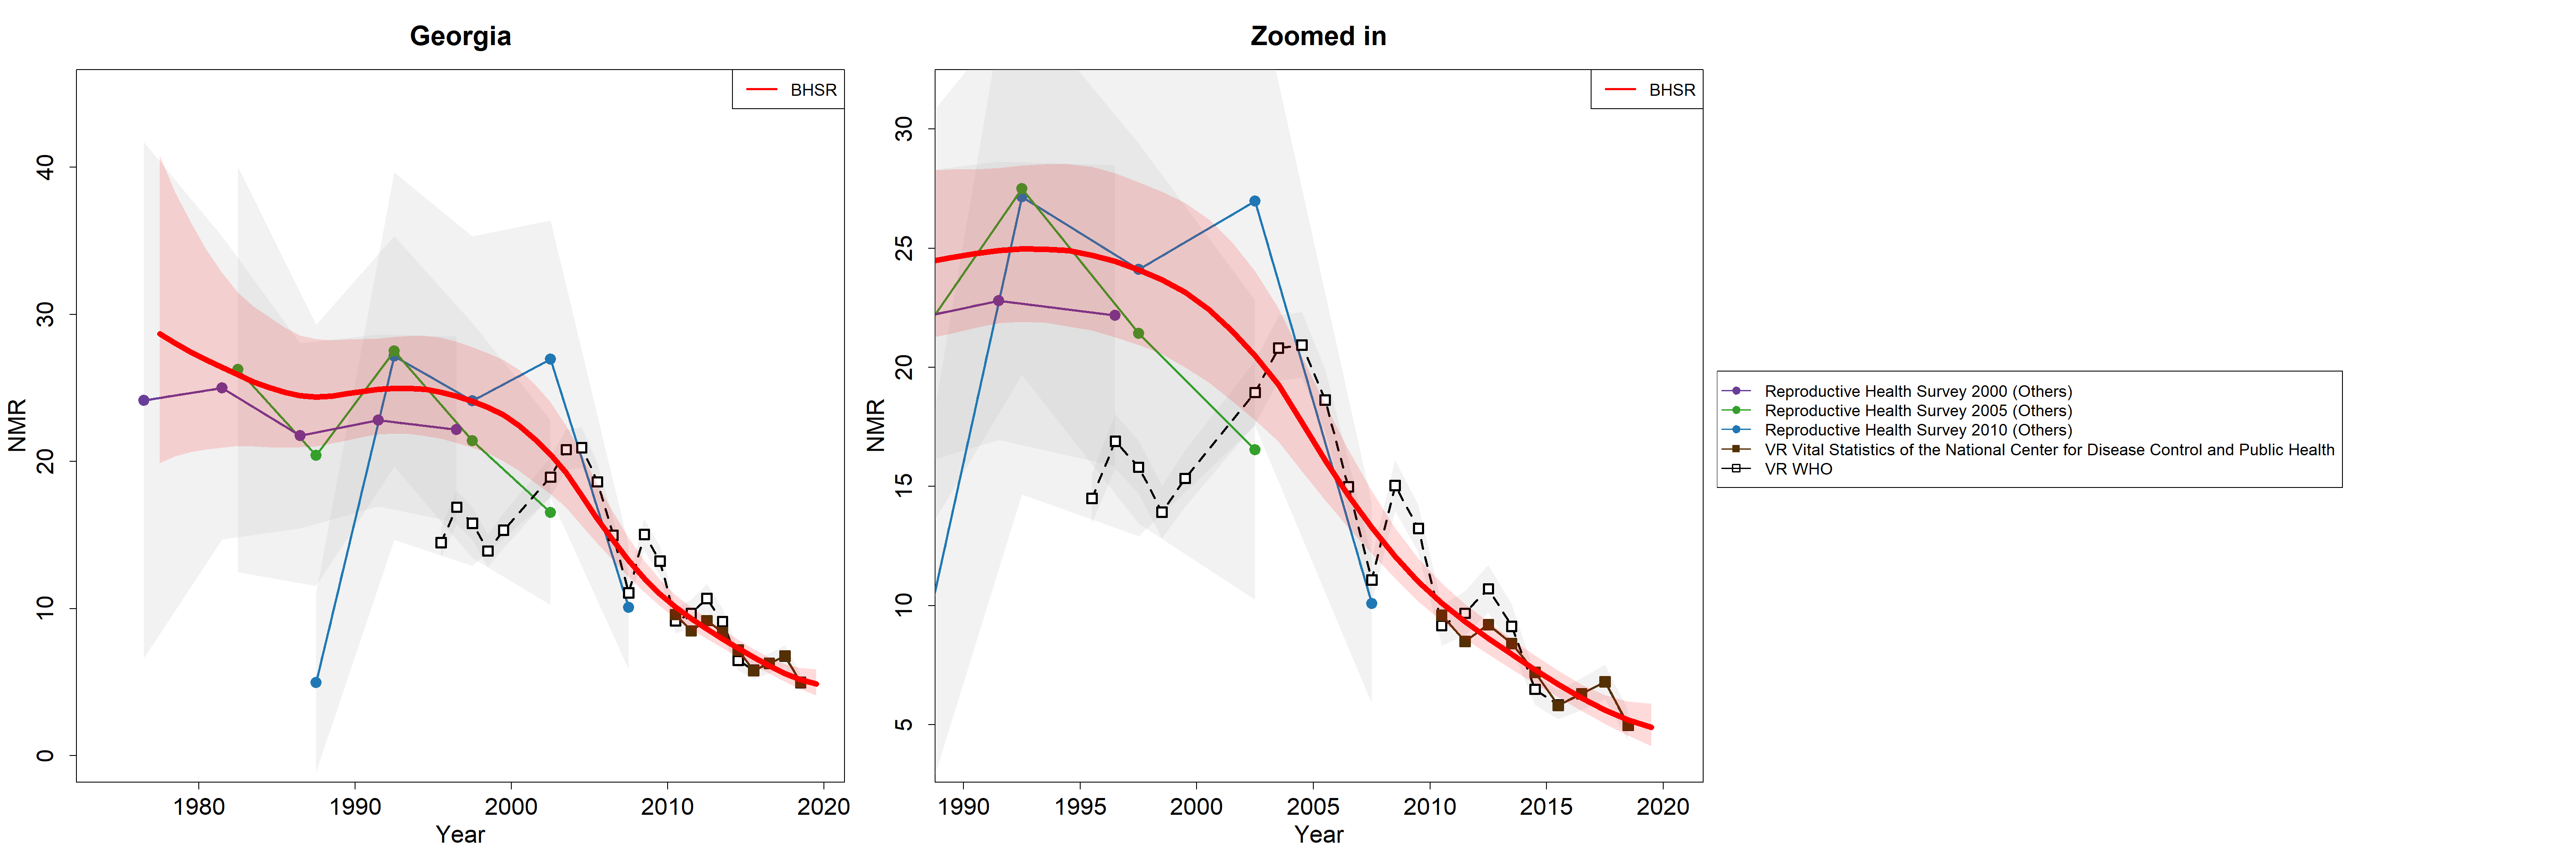 Georgia
BHSR
NMR
40
30
20
10
0
1980 1990 2000 2010 2020
Year
Zoomed in
BHSR
NMR
30
25
20
15
10
5
1990 1995 2000 2005 2010 2015 2020
Year
Reproductive Health Survey 2000 (Others)
Reproductive Health Survey 2005 (Others)
Reproductive Health Survey 2010 (Others)
VR Vital Statistics of the National Center for Disease Control and Public Health
VR WHO